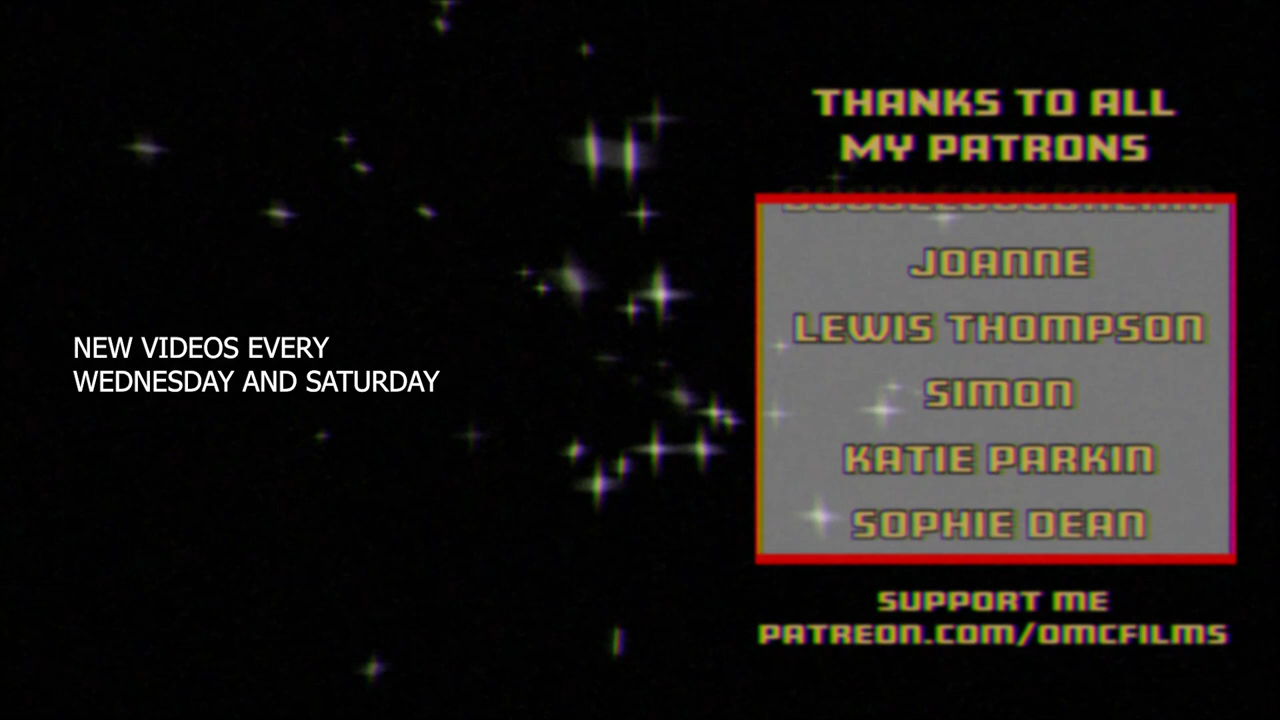 THANKS TO ALL
MY PATRONS
JOANNE
LEWIS THOMPSON
SIMON
KATIE PARKIN
SOPHIE DEAN
SUPPORT ME
PATREON.COM/OMCFILMS
NEW VIDEOS EVERY
WEDNESDAY AND SATURDAY